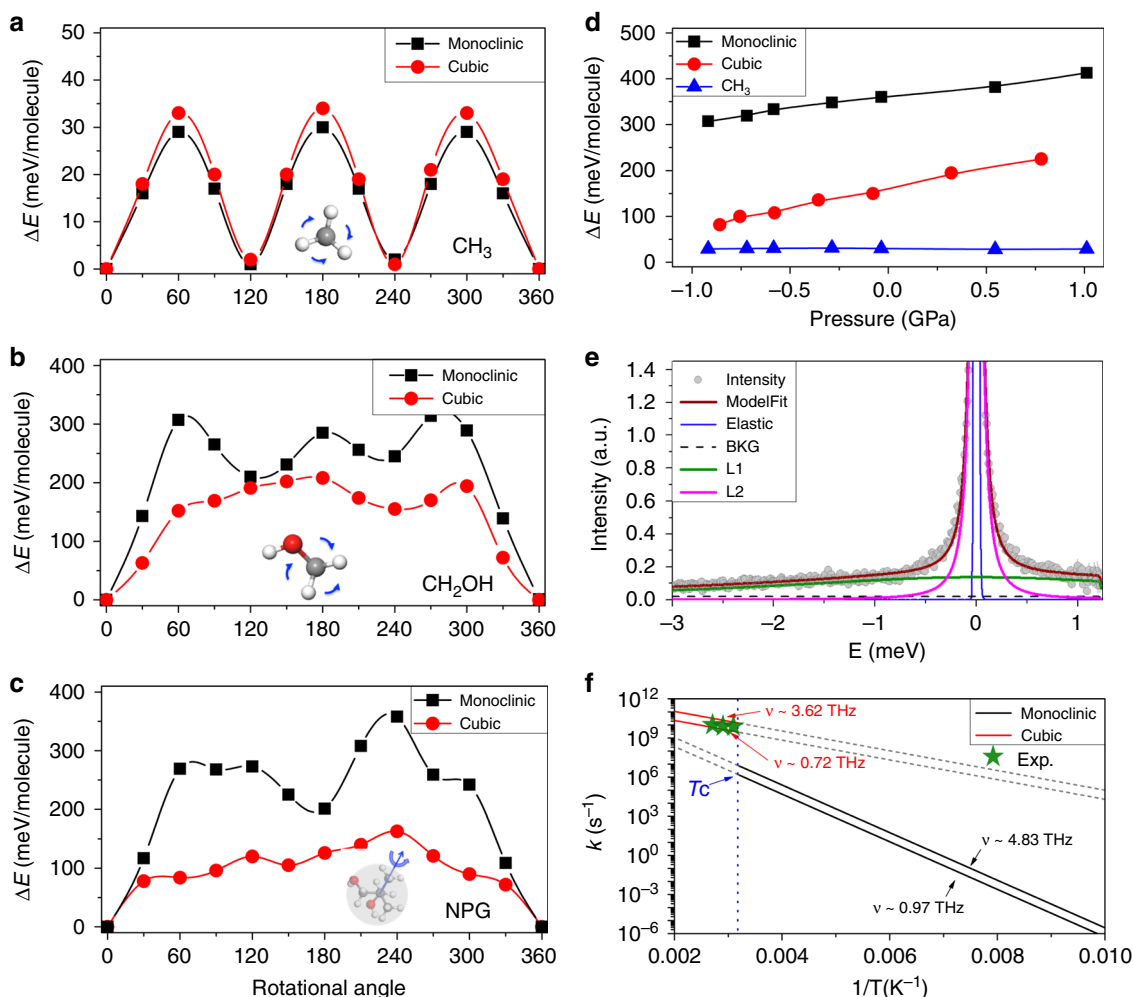 a
50
40
30
20
10
0
ΔE (meV/molecule)
Monoclinic
Cubic
CH3
0 60 120 180 240 300 360
b
400
300
200
100
0
ΔE (meV/molecule)
Monoclinic
Cubic
CH2OH
0 60 120 180 240 300 360
c
400
300
200
100
0
ΔE (meV/molecule)
Monoclinic
Cubic
NPG
0 60 120 180 240 300 360
Rotational angle
d
500
400
300
200
100
0
ΔE (meV/molecule)
Monoclinic
Cubic
CH3
−1.0 −0.5 0.0 0.5 1.0
Pressure (GPa)
e
1.4
1.2
1.0
0.8
0.6
0.4
0.2
0.0
Intensity (a.u.)
Intensity
ModelFit
Elastic
BKG
L1
L2
−3 −2 −1 0 1
E (meV)
f
10^12
10^9
10^6
10^3
10^0
10^−3
10^−6
k (s−1)
ν ~ 3.62 THz
ν ~ 0.72 THz
Monoclinic
Cubic
Exp.
Tc
ν ~ 4.83 THz
ν ~ 0.97 THz
0.002 0.004 0.006 0.008 0.010
1/T(K−1)